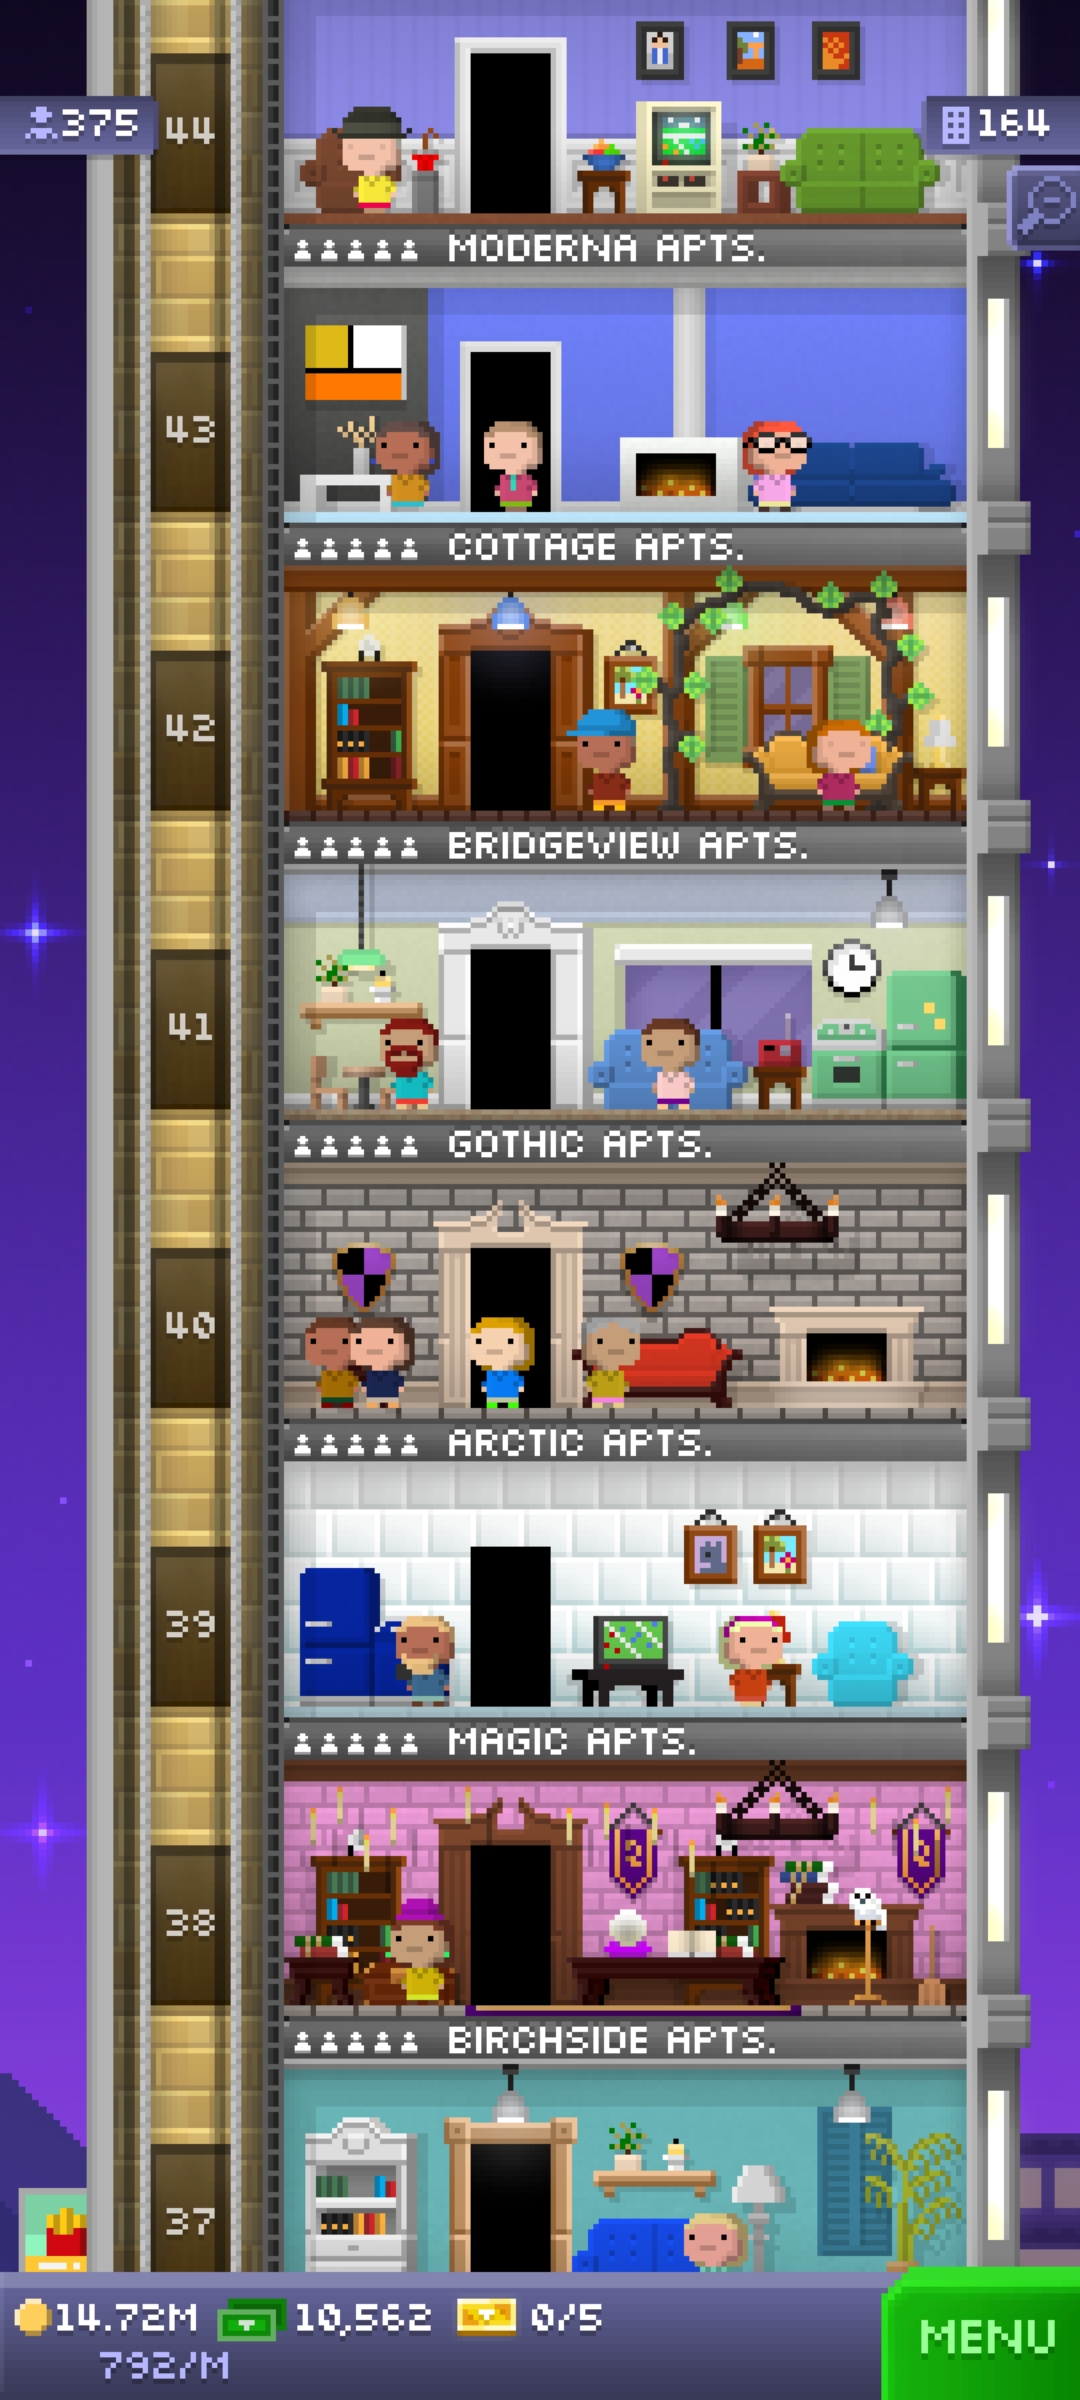 375
44
164
MODERNA APTS.
43
COTTAGE APTS.
42
BRIDGEVIEW APTS.
41
GOTHIC APTS.
40
ARCTIC APTS.
39
MAGIC APTS.
38
BIRCHSIDE APTS.
37
14.72M 10,562 0/5
792/M
MENU